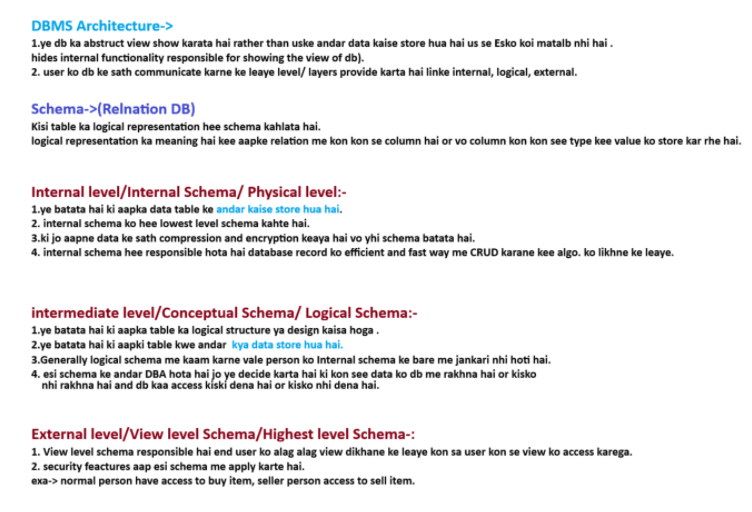 DBMS Architecture->
1.ye db ka abstruct view show karata hai rather than uske andar data kaise store hua hai us se Esko koi matalb nhi hai .
hides internal functionality responsible for showing the view of db).
2. user ko db ke sath communicate karne ke leaye level/ layers provide karta hai linke internal, logical, external.
Schema->(Relnation DB)
Kisi table ka logical representation hee schema kahlata hai.
logical representation ka meaning hai kee aapke relation me kon kon se column hai or vo column kon kon see type kee value ko store kar rhe hai.
Internal level/Internal Schema/ Physical level:-
1.ye batata hai ki aapka data table ke andar kaise store hua hai.
2. internal schema ko hee lowest level schema kahte hai.
3.ki jo aapne data ke sath compression and encryption keaya hai vo yhi schema batata hai.
4. internal schema hee responsible hota hai database record ko efficient and fast way me CRUD karane kee algo. ko likhne ke leaye.
intermediate level/Conceptual Schema/ Logical Schema:-
1.ye batata hai ki aapka table ka logical structure ya design kaisa hoga .
2.ye batata hai ki aapki table kwe andar kya data store hua hai.
3.Generally logical schema me kaam karne vale person ko Internal schema ke bare me jankari nhi hoti hai.
4. esi schema ke andar DBA hota hai jo ye decide karta hai ki kon see data ko db me rakhna hai or kisko
nhi rakhna hai and db kaa access kiski dena hai or kisko nhi dena hai.
External level/View level Schema/Highest level Schema-:
1. View level schema responsible hai end user ko alag alag view dikhane ke leaye kon sa user kon se view ko access karega.
2. security feactures aap esi schema me apply karte hai.
exa-> normal person have access to buy item, seller person access to sell item.